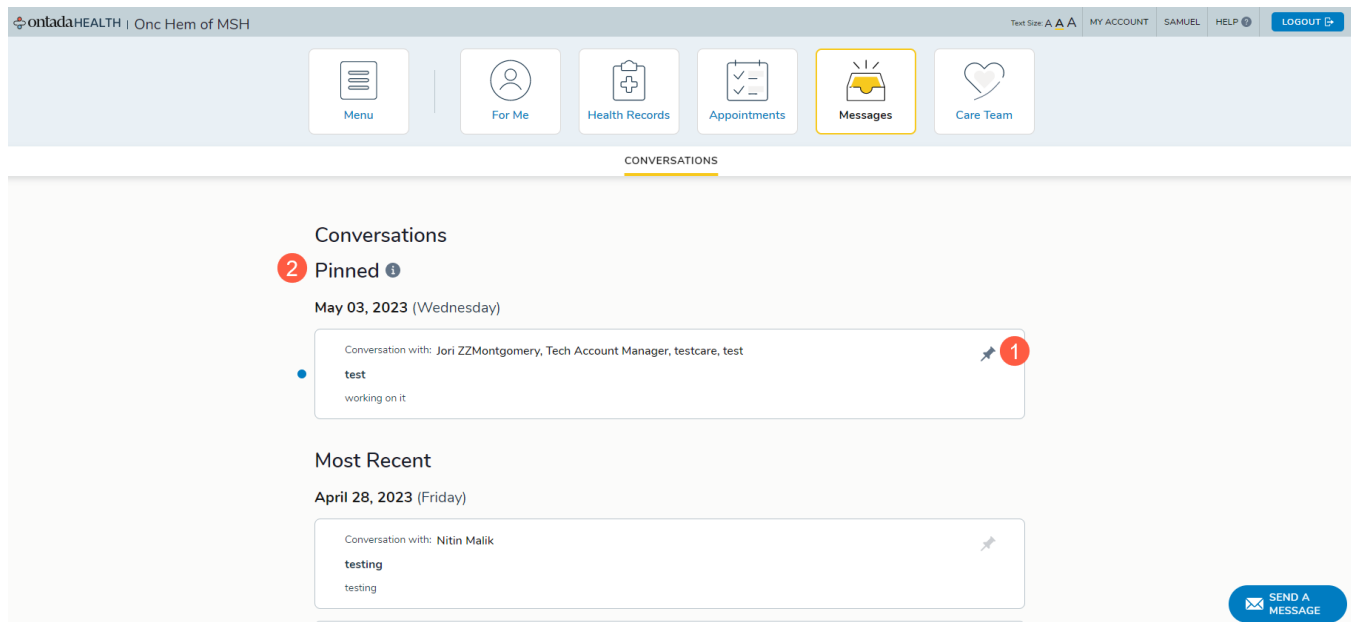 ontadaHEALTH | Onc Hem of MSH
Text Size: A A A MY ACCOUNT SAMUEL HELP ? LOGOUT
Menu For Me Health Records Appointments Messages Care Team
CONVERSATIONS
Conversations
2 Pinned i
May 03, 2023 (Wednesday)
Conversation with: Jori ZZMontgomery, Tech Account Manager, testcare, test 1
test
working on it
Most Recent
April 28, 2023 (Friday)
Conversation with: Nitin Malik
testing
testing
SEND A
MESSAGE